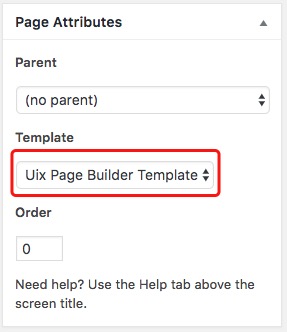 Page Attributes
Parent
(no parent)
Template
Uix Page Builder Template
Order
0
Need help? Use the Help tab above the
screen title.